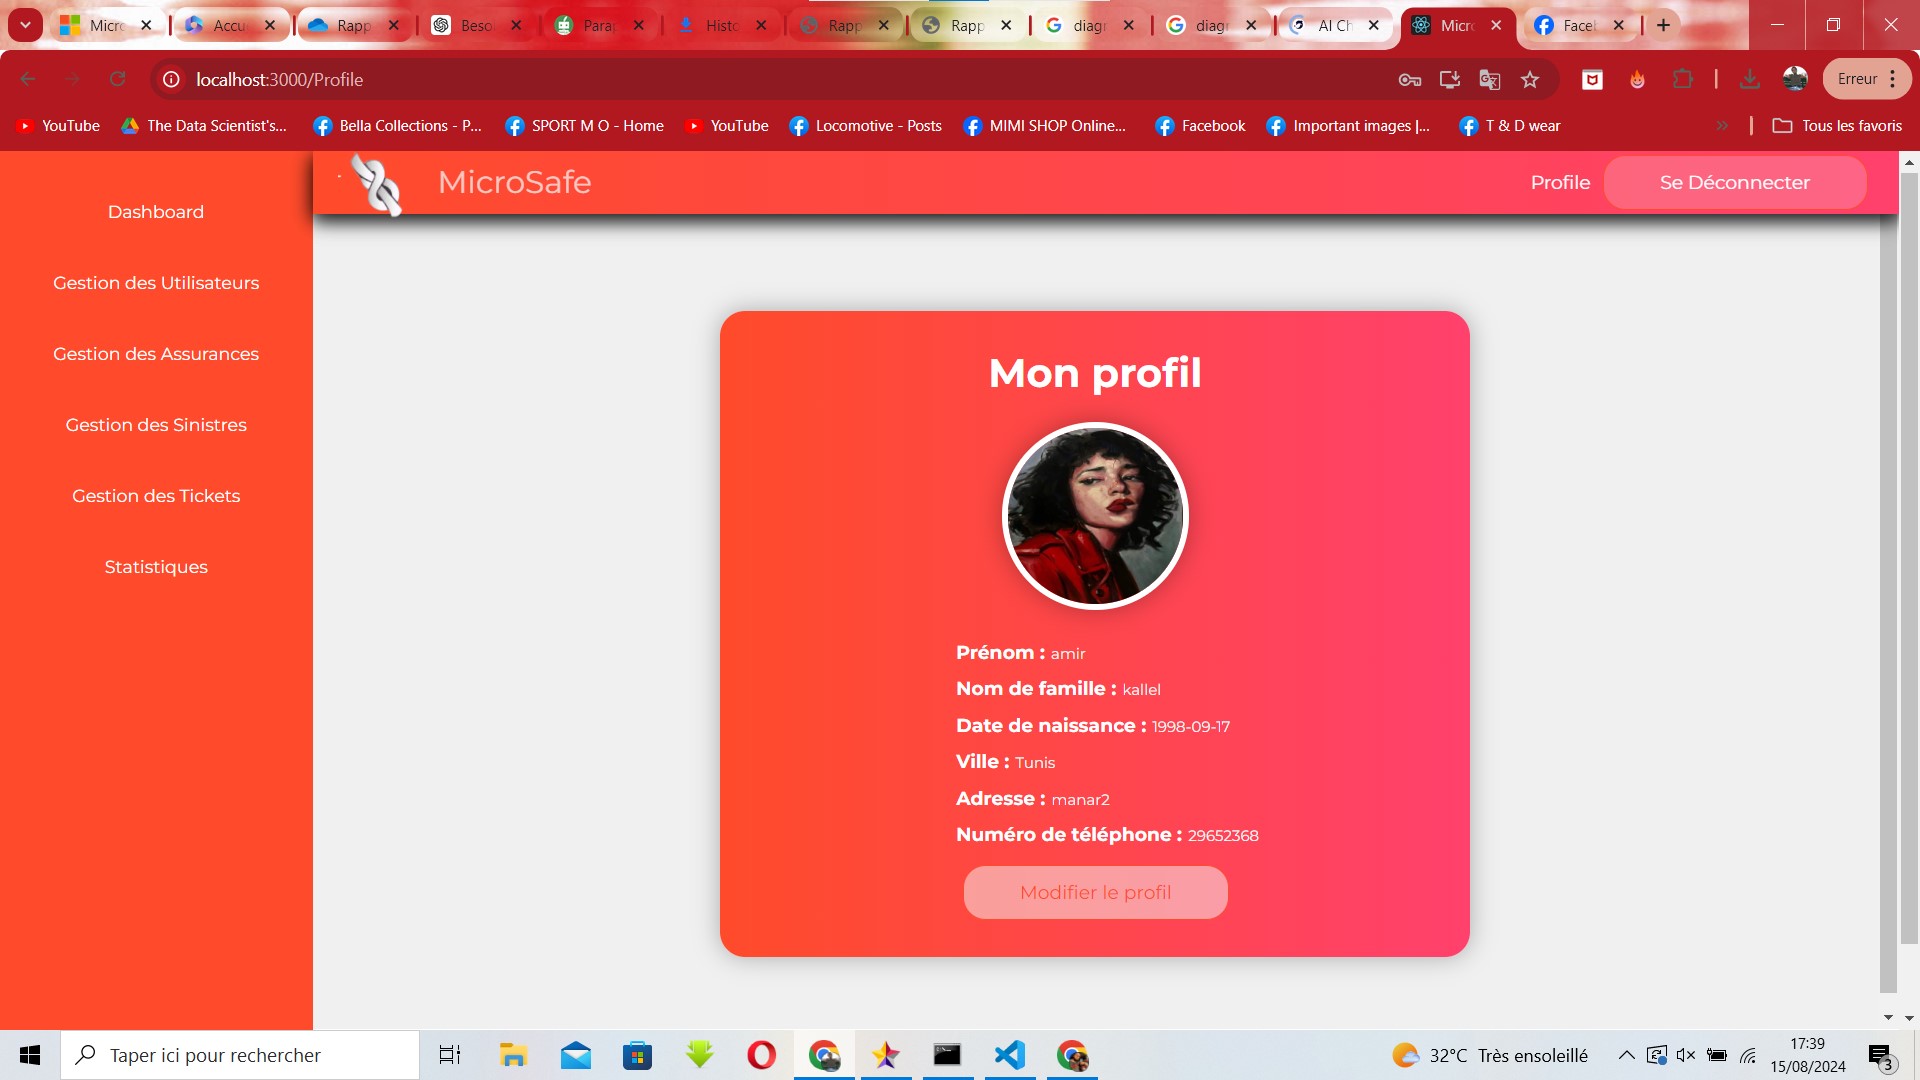 Micro
Accu
Rapp
Beso
Parap
Histo
Rapp
Rapp
diagr
diagr
AI Ch
Micro
Faceb
localhost:3000/Profile
Erreur
YouTube
The Data Scientist's...
Bella Collections - P...
SPORT M O - Home
YouTube
Locomotive - Posts
MIMI SHOP Online...
Facebook
Important images |...
T & D wear
Tous les favoris
MicroSafe
Profile
Se Déconnecter
Dashboard
Gestion des Utilisateurs
Gestion des Assurances
Gestion des Sinistres
Gestion des Tickets
Statistiques
Mon profil
Prénom : amir
Nom de famille : kallel
Date de naissance : 1998-09-17
Ville : Tunis
Adresse : manar2
Numéro de téléphone : 29652368
Modifier le profil
Taper ici pour rechercher
32°C Très ensoleillé
17:39
15/08/2024
3